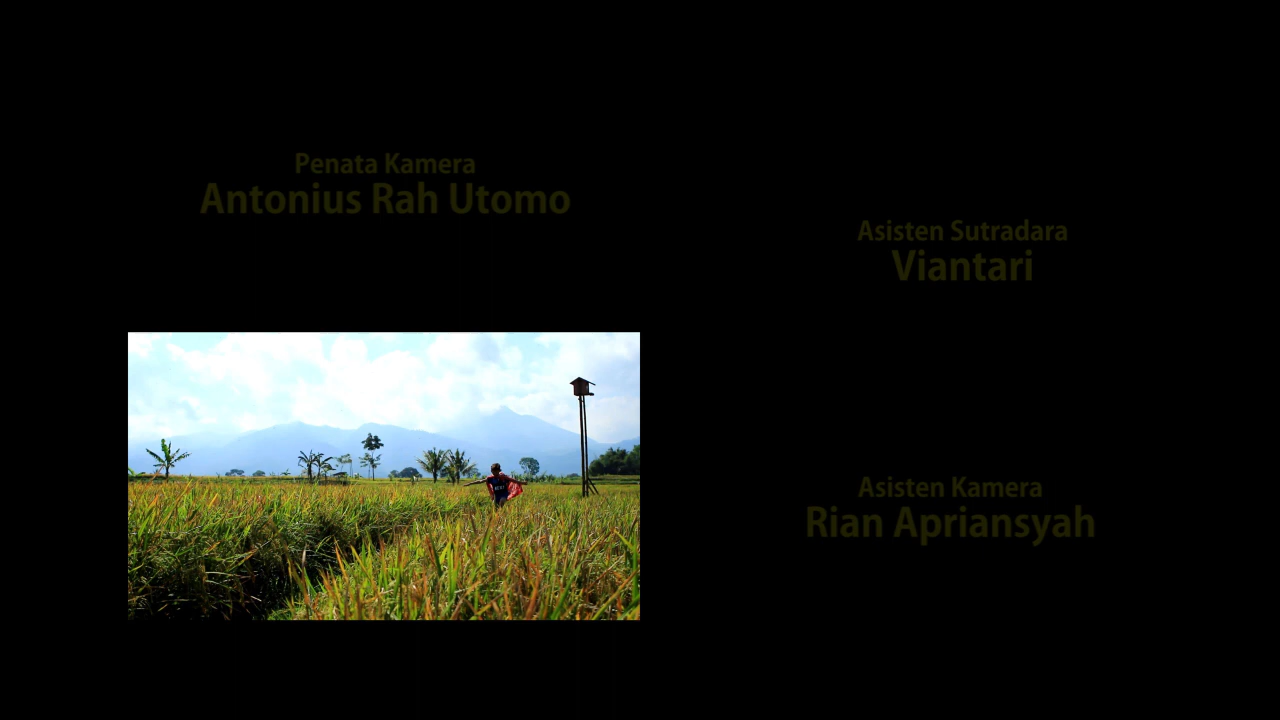 Penata Kamera
Antonius Rah Utomo
Asisten Sutradara
Viantari
Asisten Kamera
Rian Apriansyah